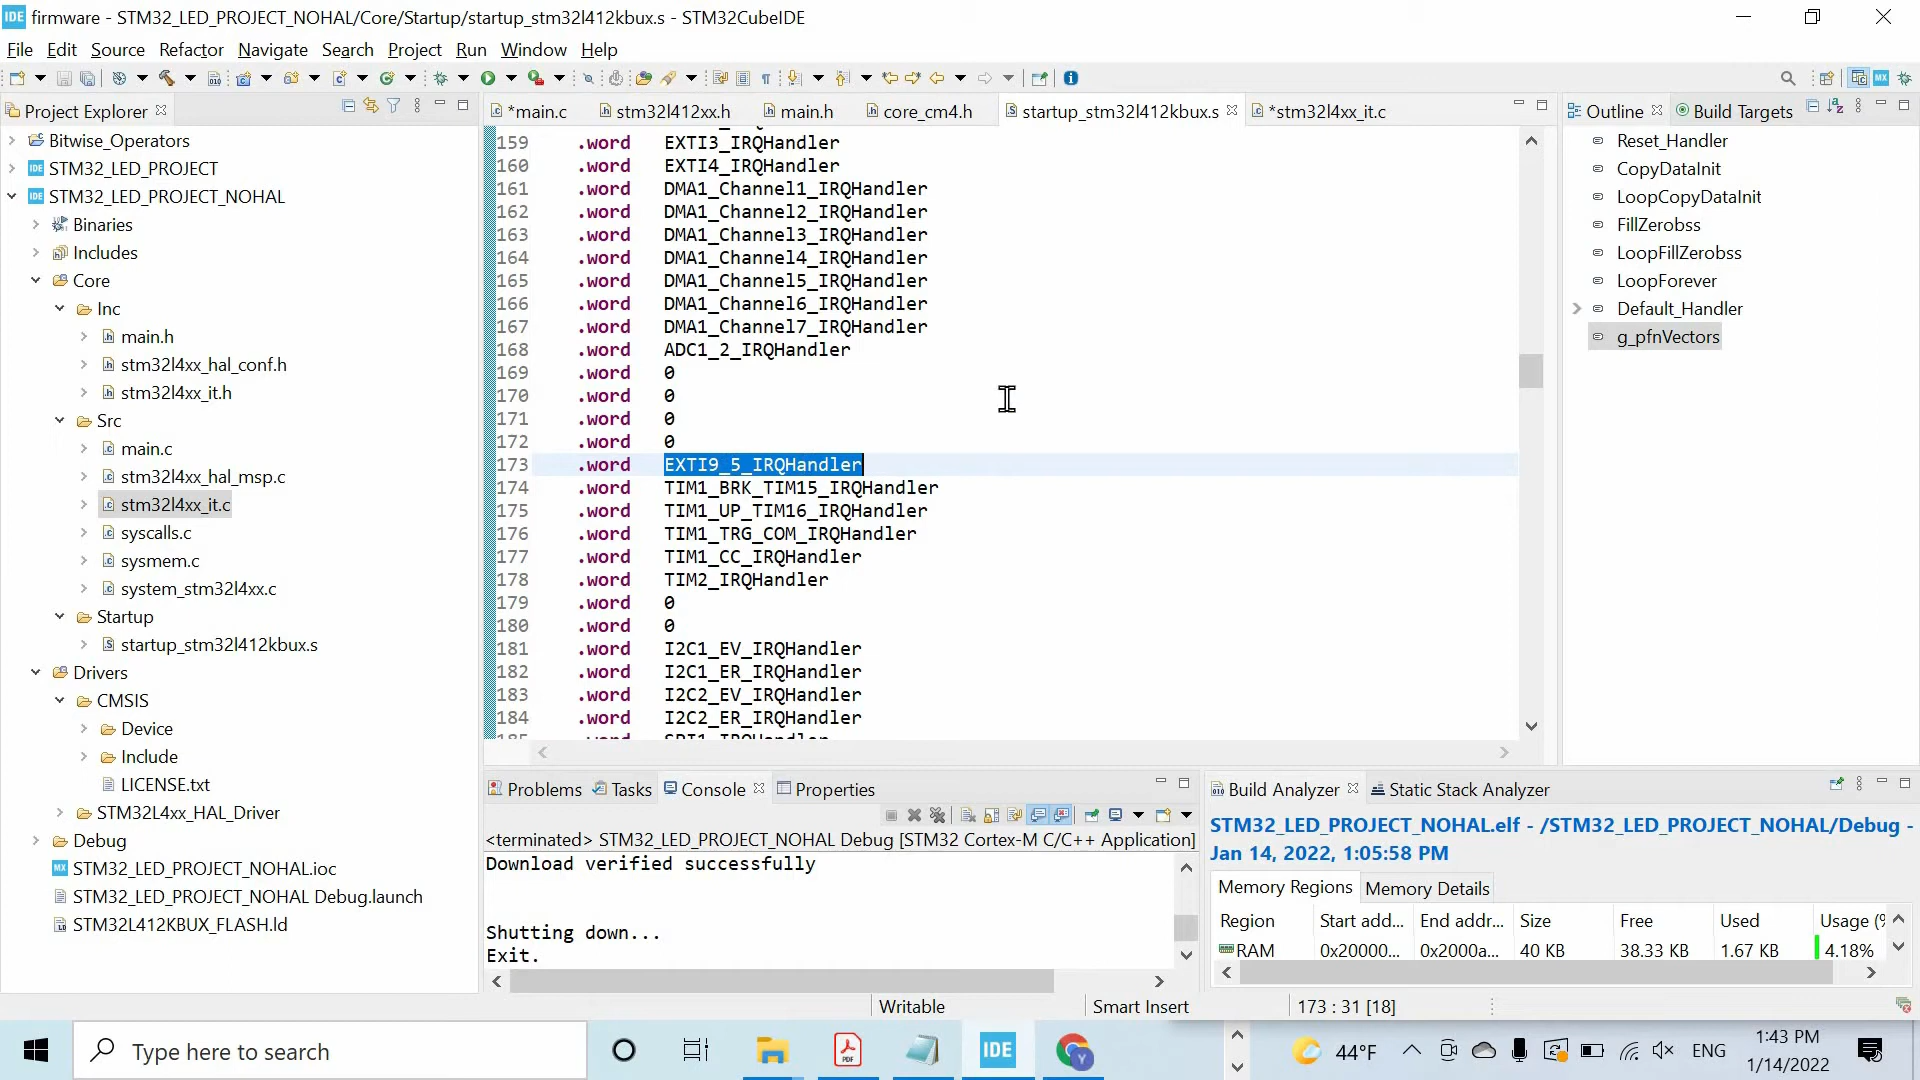 IDE firmware - STM32_LED_PROJECT_NOHAL/Core/Startup/startup_stm32l412kbux.s - STM32CubeIDE
File Edit Source Refactor Navigate Search Project Run Window Help
Project Explorer
Bitwise_Operators
STM32_LED_PROJECT
STM32_LED_PROJECT_NOHAL
Binaries
Includes
Core
Inc
main.h
stm32l4xx_hal_conf.h
stm32l4xx_it.h
Src
main.c
stm32l4xx_hal_msp.c
stm32l4xx_it.c
syscalls.c
sysmem.c
system_stm32l4xx.c
Startup
startup_stm32l412kbux.s
Drivers
CMSIS
Device
Include
LICENSE.txt
STM32L4xx_HAL_Driver
Debug
STM32_LED_PROJECT_NOHAL.ioc
STM32_LED_PROJECT_NOHAL Debug.launch
STM32L412KBUX_FLASH.ld
*main.c stm32l412xx.h main.h core_cm4.h startup_stm32l412kbux.s *stm32l4xx_it.c
159 .word EXTI3_IRQHandler
160 .word EXTI4_IRQHandler
161 .word DMA1_Channel1_IRQHandler
162 .word DMA1_Channel2_IRQHandler
163 .word DMA1_Channel3_IRQHandler
164 .word DMA1_Channel4_IRQHandler
165 .word DMA1_Channel5_IRQHandler
166 .word DMA1_Channel6_IRQHandler
167 .word DMA1_Channel7_IRQHandler
168 .word ADC1_2_IRQHandler
169 .word 0
170 .word 0
171 .word 0
172 .word 0
173 .word EXTI9_5_IRQHandler
174 .word TIM1_BRK_TIM15_IRQHandler
175 .word TIM1_UP_TIM16_IRQHandler
176 .word TIM1_TRG_COM_IRQHandler
177 .word TIM1_CC_IRQHandler
178 .word TIM2_IRQHandler
179 .word 0
180 .word 0
181 .word I2C1_EV_IRQHandler
182 .word I2C1_ER_IRQHandler
183 .word I2C2_EV_IRQHandler
184 .word I2C2_ER_IRQHandler
185 .word SPI1_IRQHandler
Outline Build Targets
Reset_Handler
CopyDataInit
LoopCopyDataInit
FillZerobss
LoopFillZerobss
LoopForever
Default_Handler
g_pfnVectors
Problems Tasks Console Properties
<terminated> STM32_LED_PROJECT_NOHAL Debug [STM32 Cortex-M C/C++ Application]
Download verified successfully
Shutting down...
Exit.
Build Analyzer Static Stack Analyzer
STM32_LED_PROJECT_NOHAL.elf - /STM32_LED_PROJECT_NOHAL/Debug -
Jan 14, 2022, 1:05:58 PM
Memory Regions Memory Details
Region Start add... End addr... Size Free Used Usage (%
RAM 0x20000... 0x2000a... 40 KB 38.33 KB 1.67 KB 4.18%
Writable Smart Insert 173 : 31 [18]
Type here to search
IDE
44°F
ENG
1:43 PM
1/14/2022